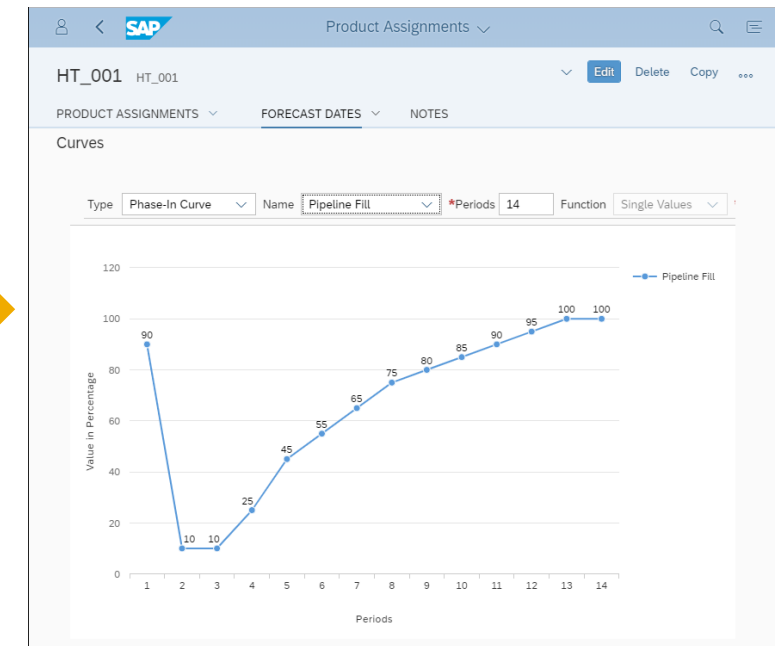 SAP Product Assignments
HT_001 HT_001 Edit Delete Copy
PRODUCT ASSIGNMENTS FORECAST DATES NOTES
Curves
Type Phase-In Curve Name Pipeline Fill *Periods 14 Function Single Values
120
100
80
60
40
20
0
Value in Percentage
90
10
10
25
45
55
65
75
80
85
90
95
100
100
Pipeline Fill
1 2 3 4 5 6 7 8 9 10 11 12 13 14
Periods